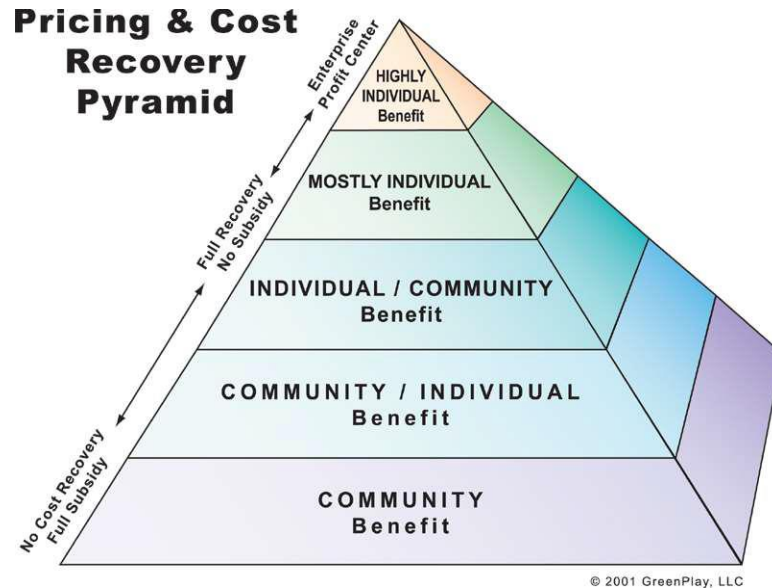 Pricing & Cost
Recovery
Pyramid
Enterprise
Profit Center
Full Recovery
No Subsidy
No Cost Recovery
Full Subsidy
HIGHLY
INDIVIDUAL
Benefit
MOSTLY INDIVIDUAL
Benefit
INDIVIDUAL / COMMUNITY
Benefit
COMMUNITY / INDIVIDUAL
Benefit
COMMUNITY
Benefit
© 2001 GreenPlay, LLC